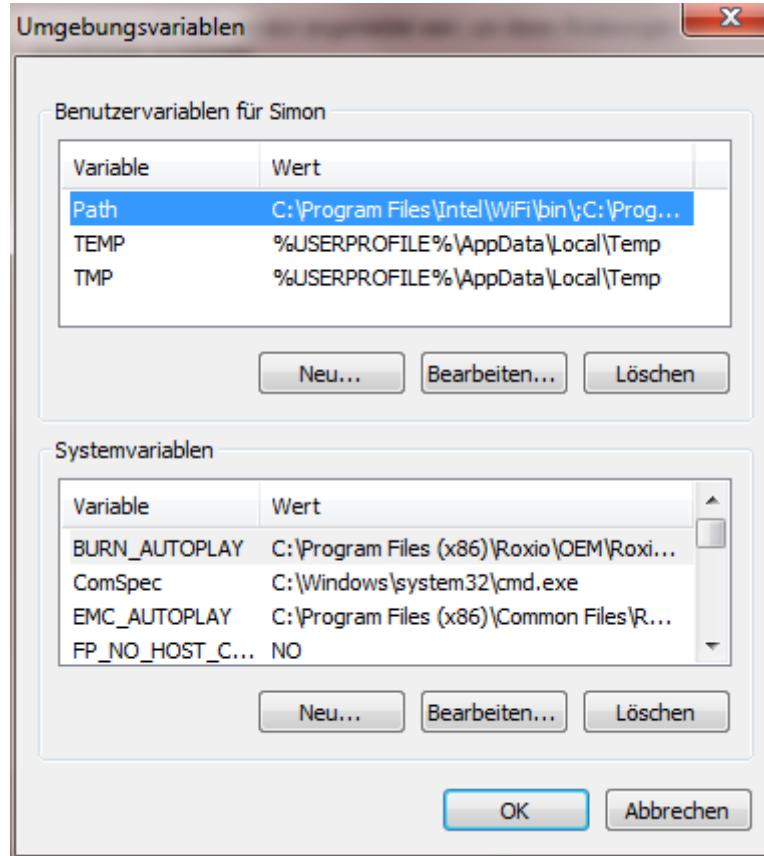 Umgebungsvariablen
Benutzervariablen für Simon
Variable Wert
Path C:\Program Files\Intel\WiFi\bin\;C:\Prog...
TEMP %USERPROFILE%\AppData\Local\Temp
TMP %USERPROFILE%\AppData\Local\Temp
Neu... Bearbeiten... Löschen
Systemvariablen
Variable Wert
BURN_AUTOPLAY C:\Program Files (x86)\Roxio\OEM\Roxi...
ComSpec C:\Windows\system32\cmd.exe
EMC_AUTOPLAY C:\Program Files (x86)\Common Files\R...
FP_NO_HOST_C... NO
Neu... Bearbeiten... Löschen
OK Abbrechen